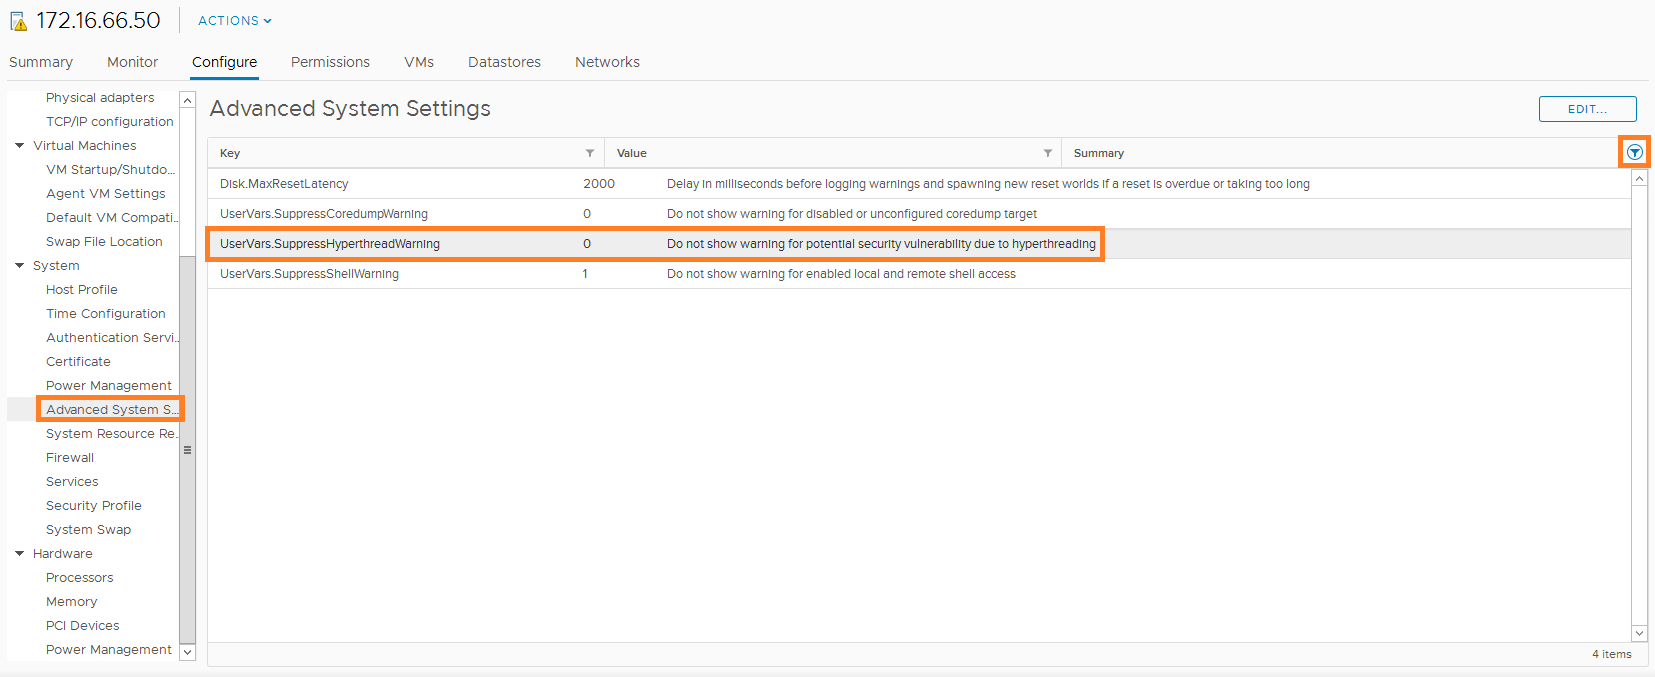 172.16.66.50 ACTIONS
Summary Monitor Configure Permissions VMs Datastores Networks
Physical adapters
TCP/IP configuration
Virtual Machines
VM Startup/Shutdo...
Agent VM Settings
Default VM Compati...
Swap File Location
System
Host Profile
Time Configuration
Authentication Servi...
Certificate
Power Management
Advanced System S...
System Resource Re...
Firewall
Services
Security Profile
System Swap
Hardware
Processors
Memory
PCI Devices
Power Management
Advanced System Settings
EDIT...
Key Value Summary
Disk.MaxResetLatency 2000 Delay in milliseconds before logging warnings and spawning new reset worlds if a reset is overdue or taking too long
UserVars.SuppressCoredumpWarning 0 Do not show warning for disabled or unconfigured coredump target
UserVars.SuppressHyperthreadWarning 0 Do not show warning for potential security vulnerability due to hyperthreading
UserVars.SuppressShellWarning 1 Do not show warning for enabled local and remote shell access
4 items